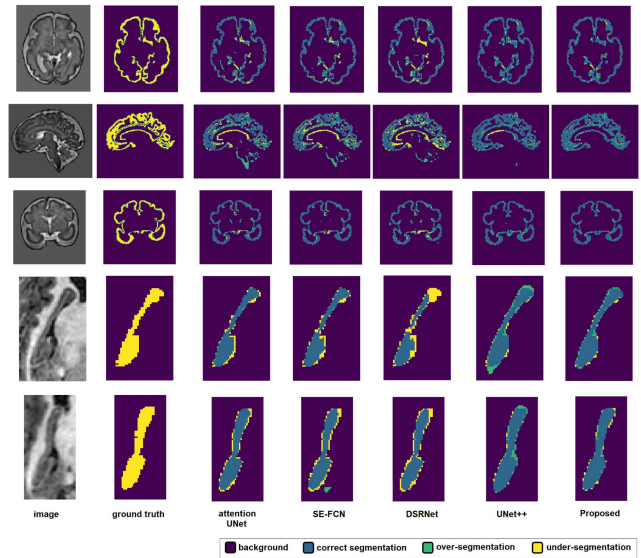 image ground truth attention SE-FCN DSRNet UNet++ Proposed
UNet
background correct segmentation over-segmentation under-segmentation